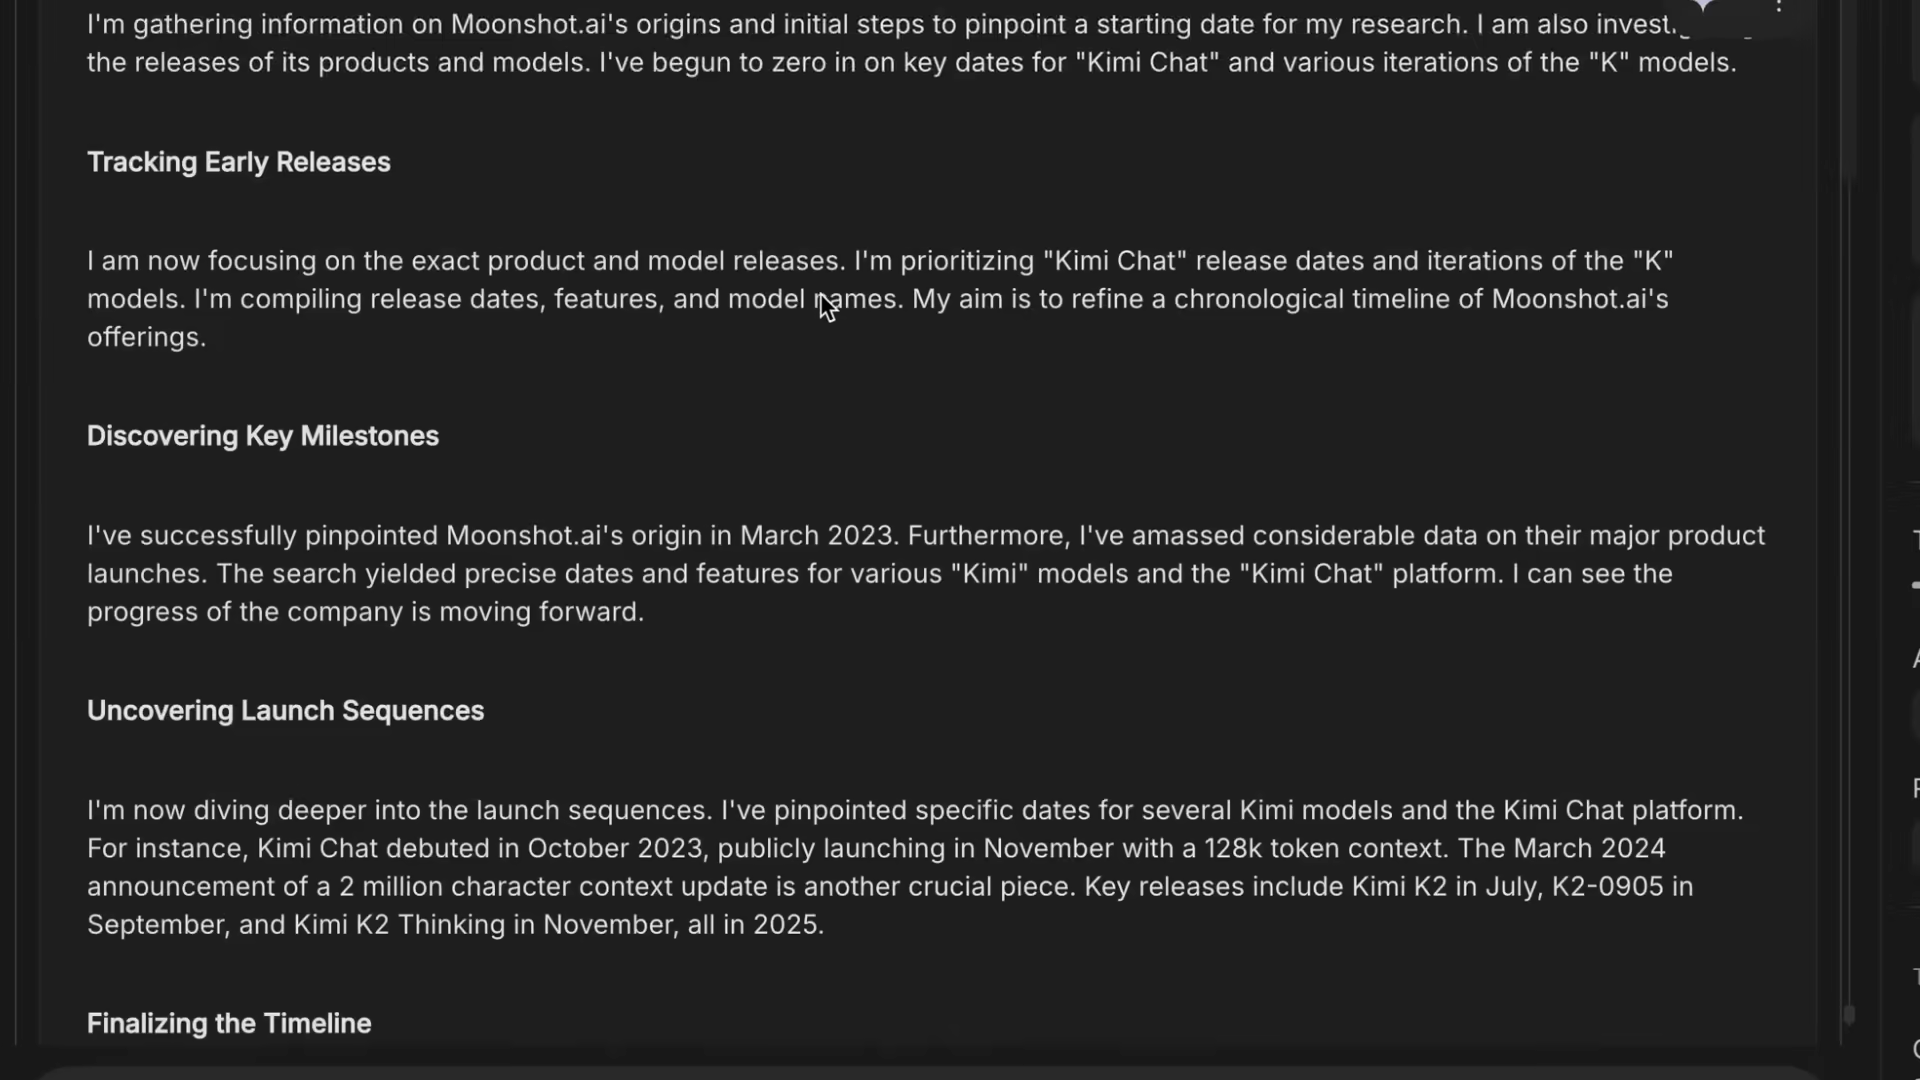 I'm gathering information on Moonshot.ai's origins and initial steps to pinpoint a starting date for my research. I am also
the releases of its products and models. I've begun to zero in on key dates for "Kimi Chat" and various iterations of the "K" models.
Tracking Early Releases
I am now focusing on the exact product and model releases. I'm prioritizing "Kimi Chat" release dates and iterations of the "K"
models. I'm compiling release dates, features, and model names. My aim is to refine a chronological timeline of Moonshot.ai's
offerings.
Discovering Key Milestones
I've successfully pinpointed Moonshot.ai's origin in March 2023. Furthermore, I've amassed considerable data on their major product
launches. The search yielded precise dates and features for various "Kimi" models and the "Kimi Chat" platform. I can see the
progress of the company is moving forward.
Uncovering Launch Sequences
I'm now diving deeper into the launch sequences. I've pinpointed specific dates for several Kimi models and the Kimi Chat platform.
For instance, Kimi Chat debuted in October 2023, publicly launching in November with a 128k token context. The March 2024
announcement of a 2 million character context update is another crucial piece. Key releases include Kimi K2 in July, K2-0905 in
September, and Kimi K2 Thinking in November, all in 2025.
Finalizing the Timeline